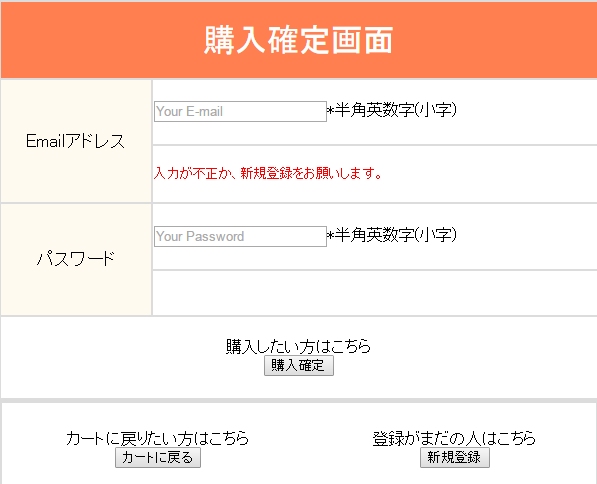 購入確定画面
Emailアドレス
Your E-mail *半角英数字(小字)
入力が不正か、新規登録をお願いします。
パスワード
Your Password *半角英数字(小字)
購入したい方はこちら
購入確定
カートに戻りたい方はこちら
カートに戻る
登録がまだの人はこちら
新規登録